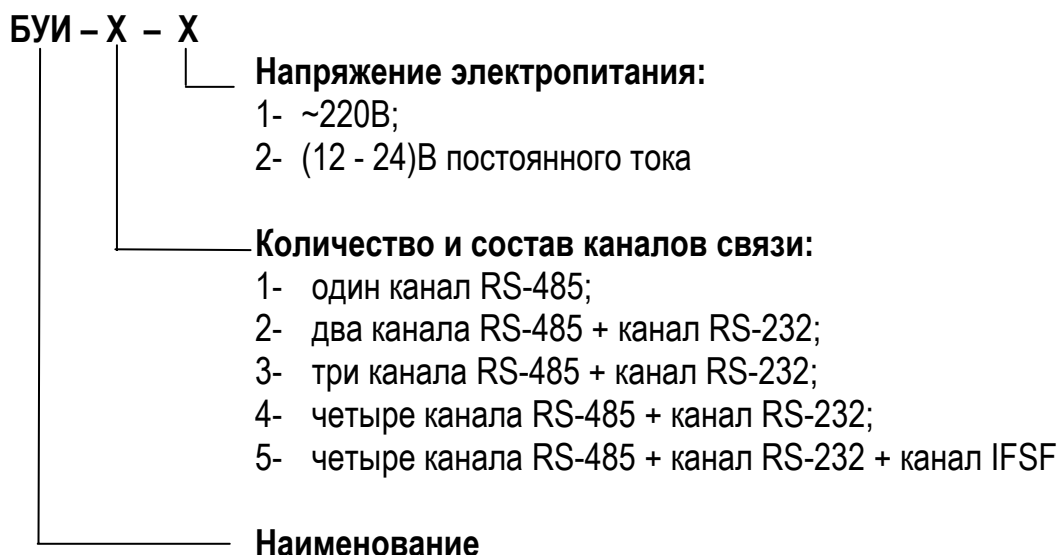 БУИ – Х – Х
Напряжение электропитания:
1- ~220В;
2- (12 - 24)В постоянного тока
Количество и состав каналов связи:
1- один канал RS-485;
2- два канала RS-485 + канал RS-232;
3- три канала RS-485 + канал RS-232;
4- четыре канала RS-485 + канал RS-232;
5- четыре канала RS-485 + канал RS-232 + канал IFSF
Наименование